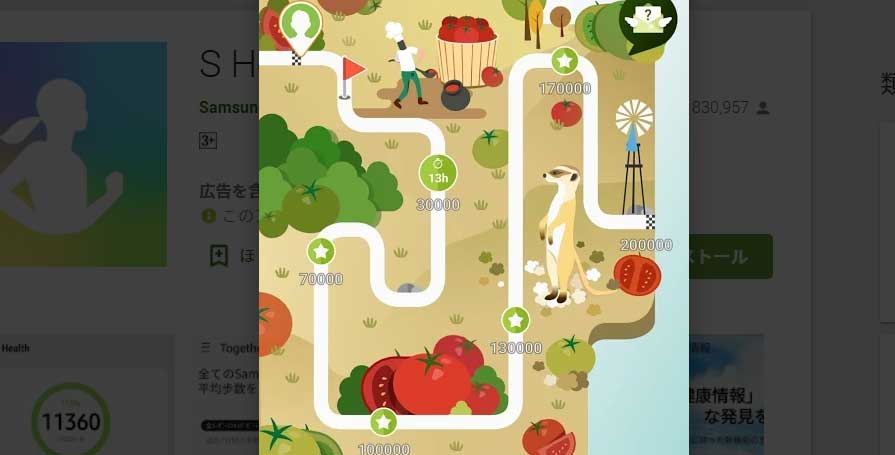 S H
Samsun
830,957
3+
広告を含
このア
ほ
ストール
類
?
170000
13h
30000
200000
70000
130000
100000
Health
11360
Togethe
全てのSam
平均歩数を
健康情報」
な発見を